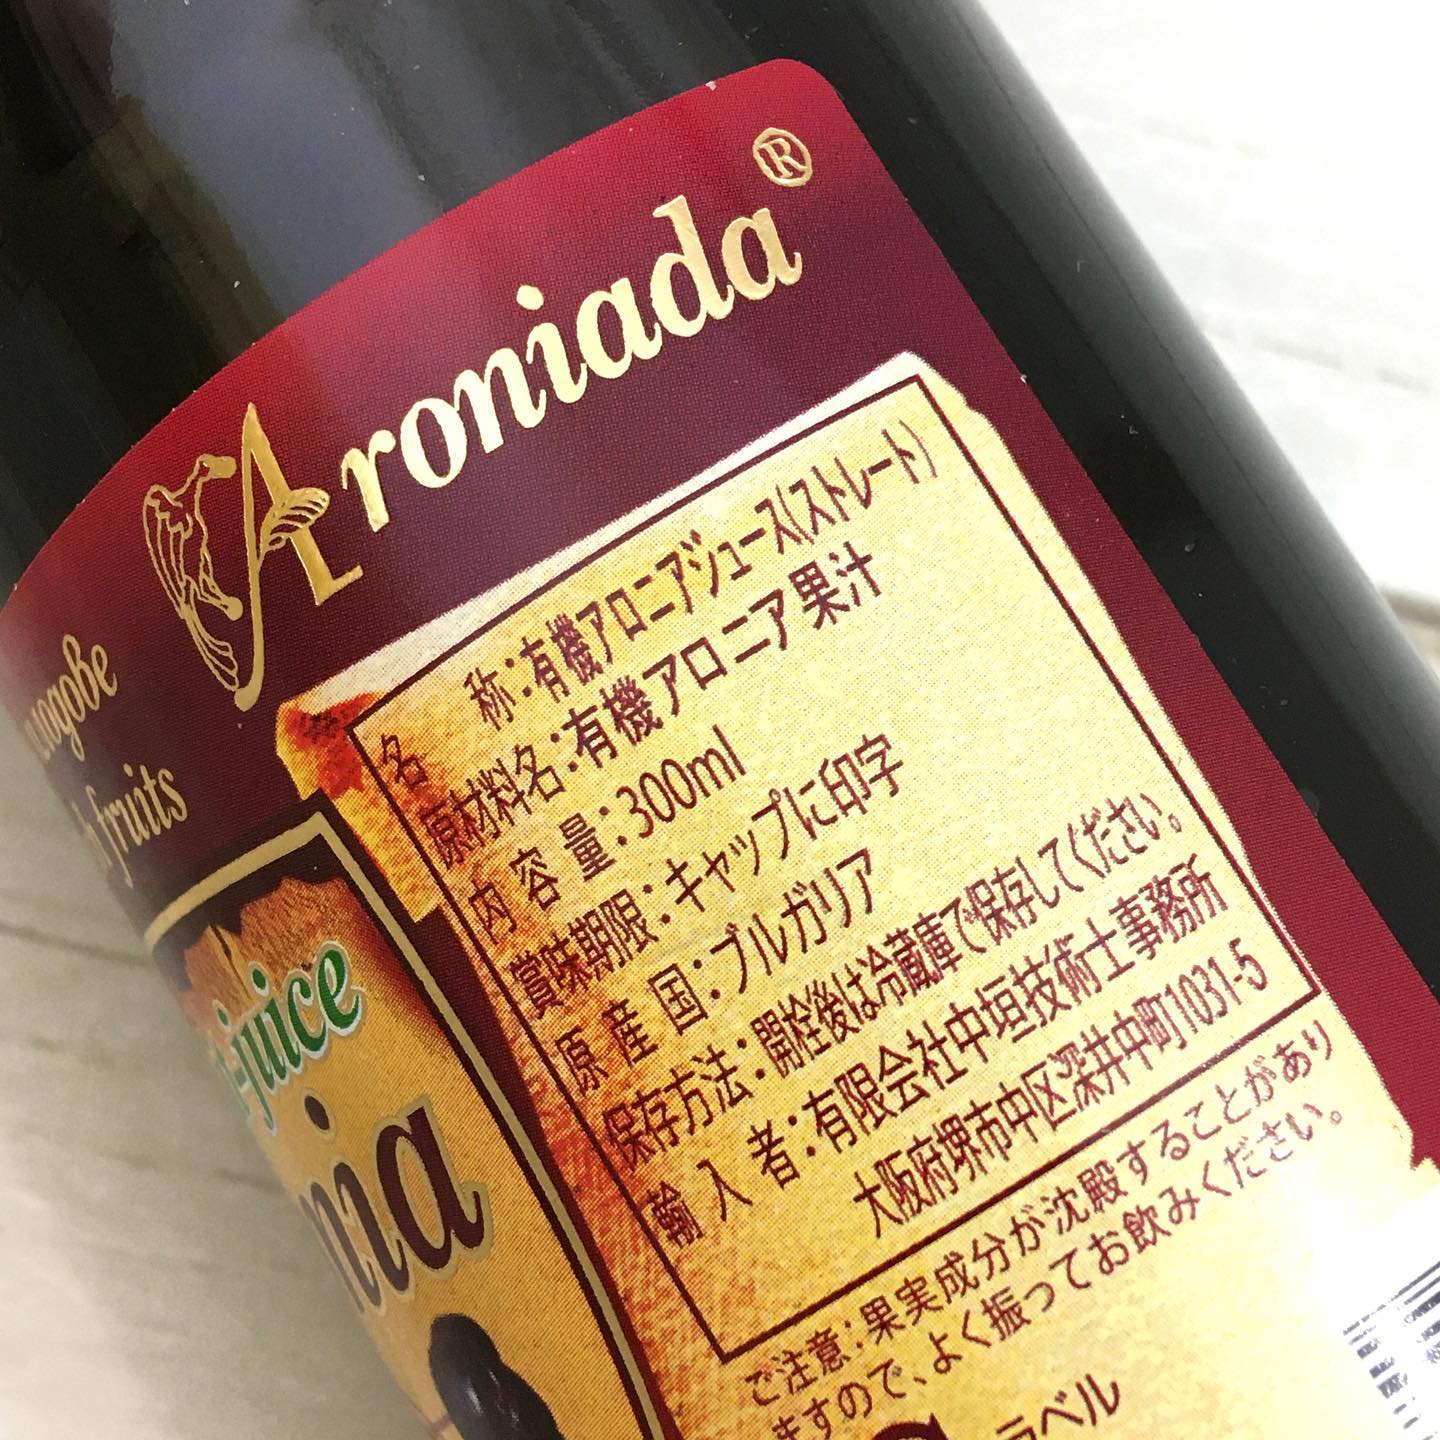 Aroniada®
fruits
名 称：有機アロニアジュース(ストレート)
原材料名：有機アロニア果汁
内容量：300ml
賞味期限：キャップに印字
原産国：ブルガリア
保存方法：開栓後は冷蔵庫で保存してください。
輸入者：有限会社中垣技術士事務所
大阪府堺市中区深井中町1031-5
ご注意：果実成分が沈殿することがあり
ますので、よく振ってお飲みください。
ラベル
juice
nia